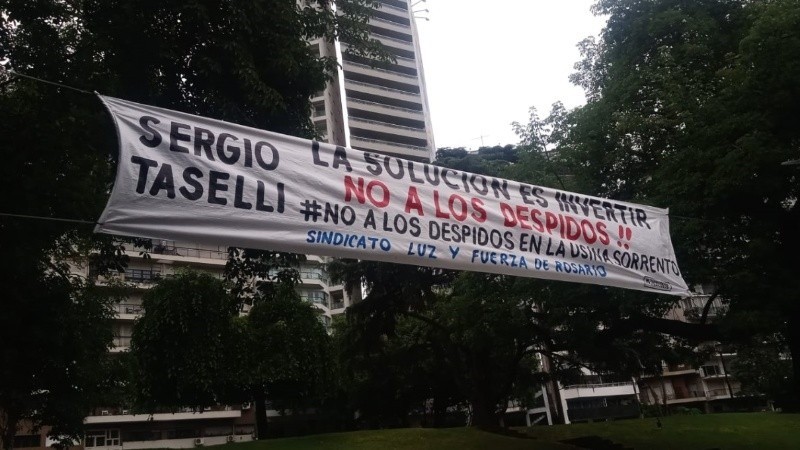 SERGIO TASELLI
LA SOLUCION ES INVERTIR
NO A LOS DESPIDOS !!
#NO A LOS DESPIDOS EN LA USINA SORRENTO
SINDICATO LUZ Y FUERZA DE ROSARIO